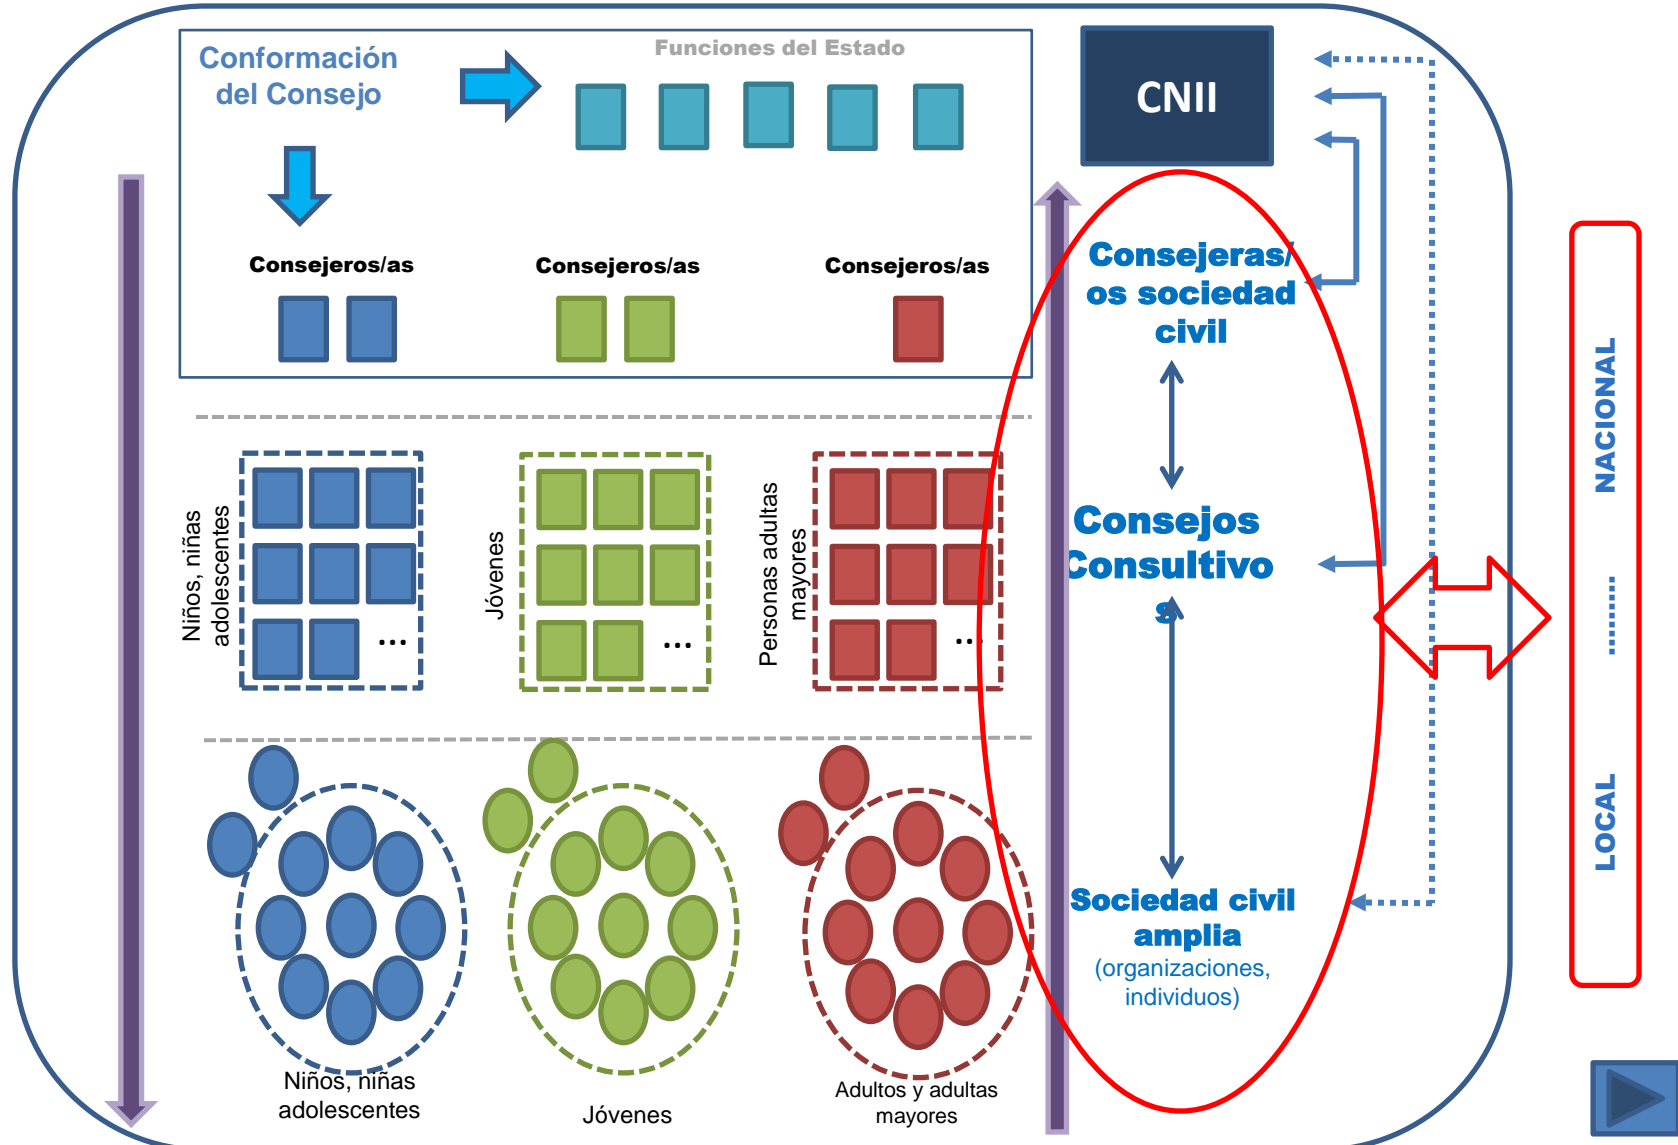 Conformación
del Consejo
Funciones del Estado
CNII
Consejeros/as
Consejeros/as
Consejeros/as
Consejeras/
os sociedad
civil
Niños, niñas
adolescentes
Jóvenes
Personas adultas
mayores
...
...
...
Consejos
Consultivo
s
Sociedad civil
amplia
(organizaciones,
individuos)
Niños, niñas
adolescentes
Jóvenes
Adultos y adultas
mayores
LOCAL ......... NACIONAL